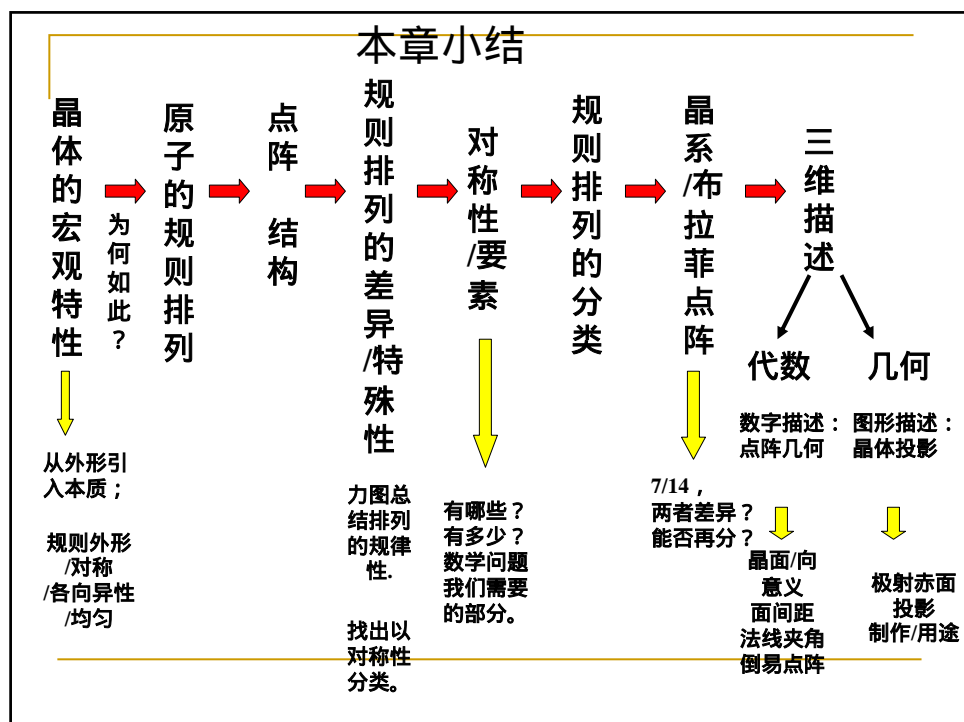 本章小结
晶体的宏观特性
为何如此？
原子的规则排列
点阵 结构
规则排列的差异/特殊性
对称性/要素
规则排列的分类
晶系/布拉菲点阵
三维描述
代数
几何
数字描述：
点阵几何
图形描述：
晶体投影
从外形引
入本质；
规则外形
/对称
/各向异性
/均匀
力图总
结排列
的规律
性.
找出以
对称性
分类。
有哪些？
有多少？
数学问题
我们需要
的部分。
7/14，
两者差异？
能否再分？
晶面/向
意义
面间距
法线夹角
倒易点阵
极射赤面
投影
制作/用途